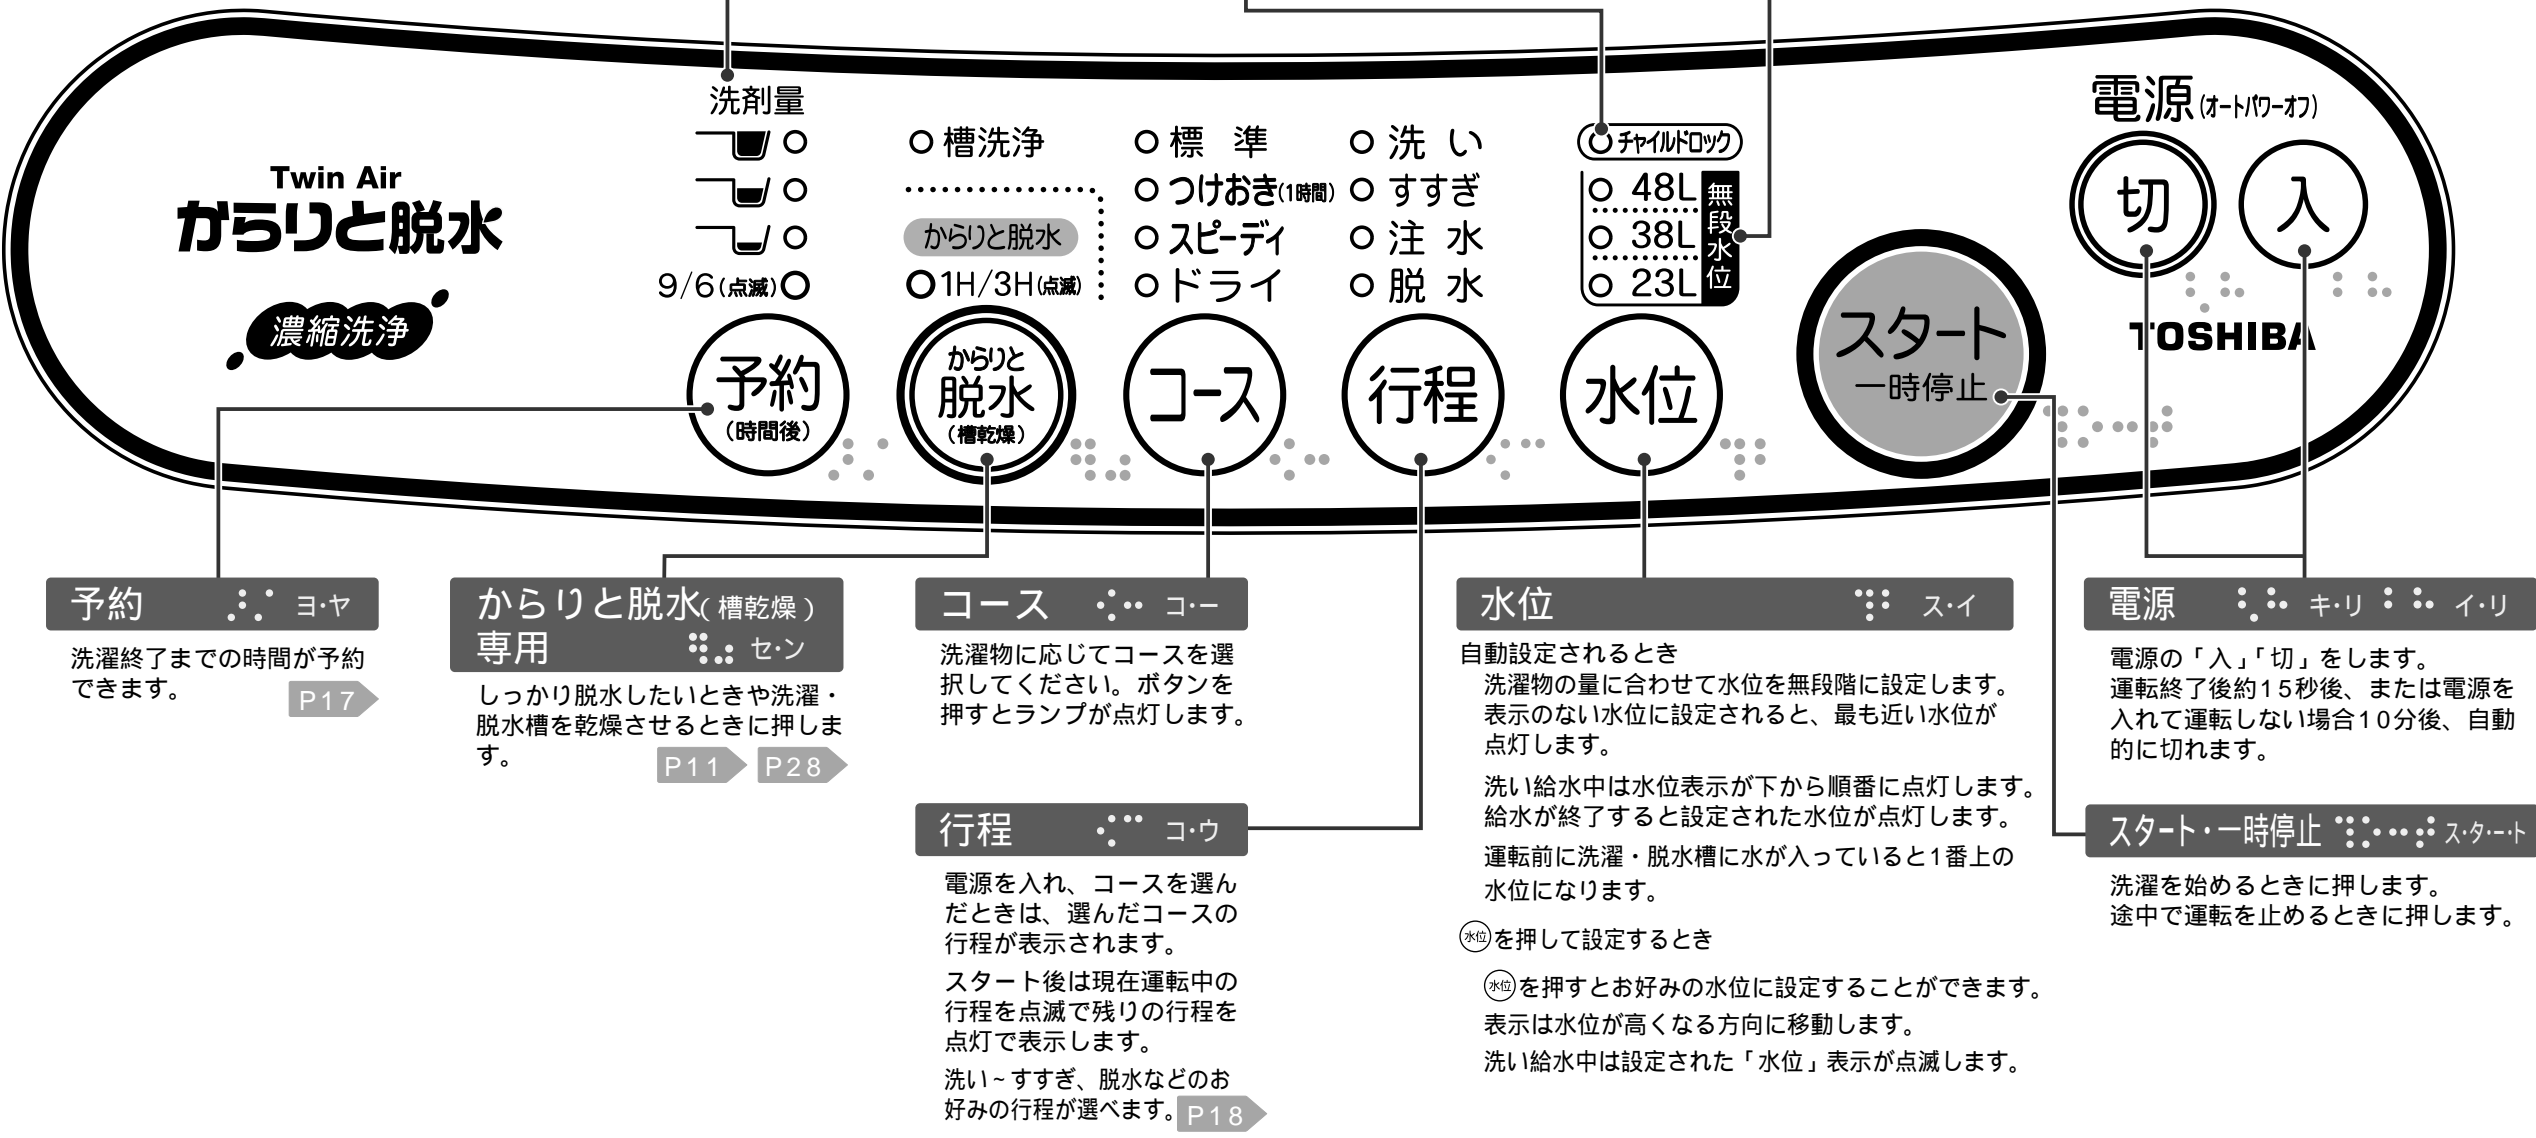 洗剤量
9/6(点滅)
Twin Air
からりと脱水
濃縮洗浄
槽洗浄
からりと脱水
1H/3H(点滅)
標 準
つけおき(1時間)
スピーディ
ドライ
洗 い
すすぎ
注 水
脱 水
チャイルドロック
48L
38L
23L
無段水位
電源(オートパワーオフ)
切
入
TOSHIBA
予約
(時間後)
からりと
脱水
(槽乾燥)
コース
行程
水位
スタート
一時停止
予約 ⠜⠌ ヨ・ヤ
洗濯終了までの時間が予約
できます。
P17
からりと脱水(槽乾燥)
専用 セ・ン
しっかり脱水したいときや洗濯・
脱水槽を乾燥させるときに押しま
す。
P11 P28
コース コ・ー
洗濯物に応じてコースを選
択してください。ボタンを
押すとランプが点灯します。
行程 コ・ウ
電源を入れ、コースを選ん
だときは、選んだコースの
行程が表示されます。
スタート後は現在運転中の
行程を点滅で残りの行程を
点灯で表示します。
洗い~すすぎ、脱水などのお
好みの行程が選べます。 P18
水位 ス・イ
自動設定されるとき
洗濯物の量に合わせて水位を無段階に設定します。
表示のない水位に設定されると、最も近い水位が
点灯します。
洗い給水中は水位表示が下から順番に点灯します。
給水が終了すると設定された水位が点灯します。
運転前に洗濯・脱水槽に水が入っていると1番上の
水位になります。
水位を押して設定するとき
水位を押すとお好みの水位に設定することができます。
表示は水位が高くなる方向に移動します。
洗い給水中は設定された「水位」表示が点滅します。
電源 キ・リ イ・リ
電源の「入」「切」をします。
運転終了後約15秒後、または電源を
入れて運転しない場合10分後、自動
的に切れます。
スタート・一時停止 ス・タ・ー・ト
洗濯を始めるときに押します。
途中で運転を止めるときに押します。